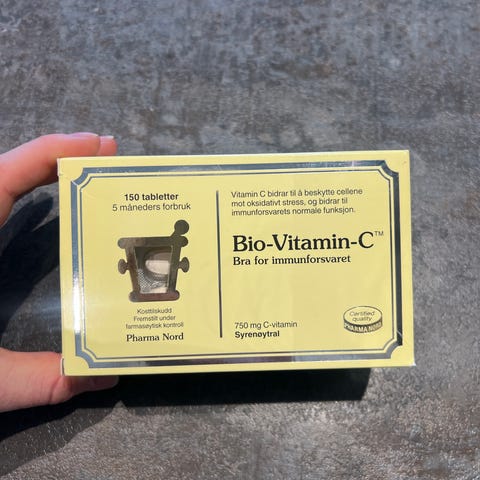 150 tabletter
5 måneders forbruk
Kosttilskudd
Fremstilt under
farmasøytisk kontroll
Pharma Nord
Vitamin C bidrar til å beskytte cellene
mot oksidativt stress, og bidrar til
immunforsvarets normale funksjon.
Bio-Vitamin-C™
Bra for immunforsvaret
750 mg C-vitamin
Syrenøytral
Certified
quality
PHARMA NORD